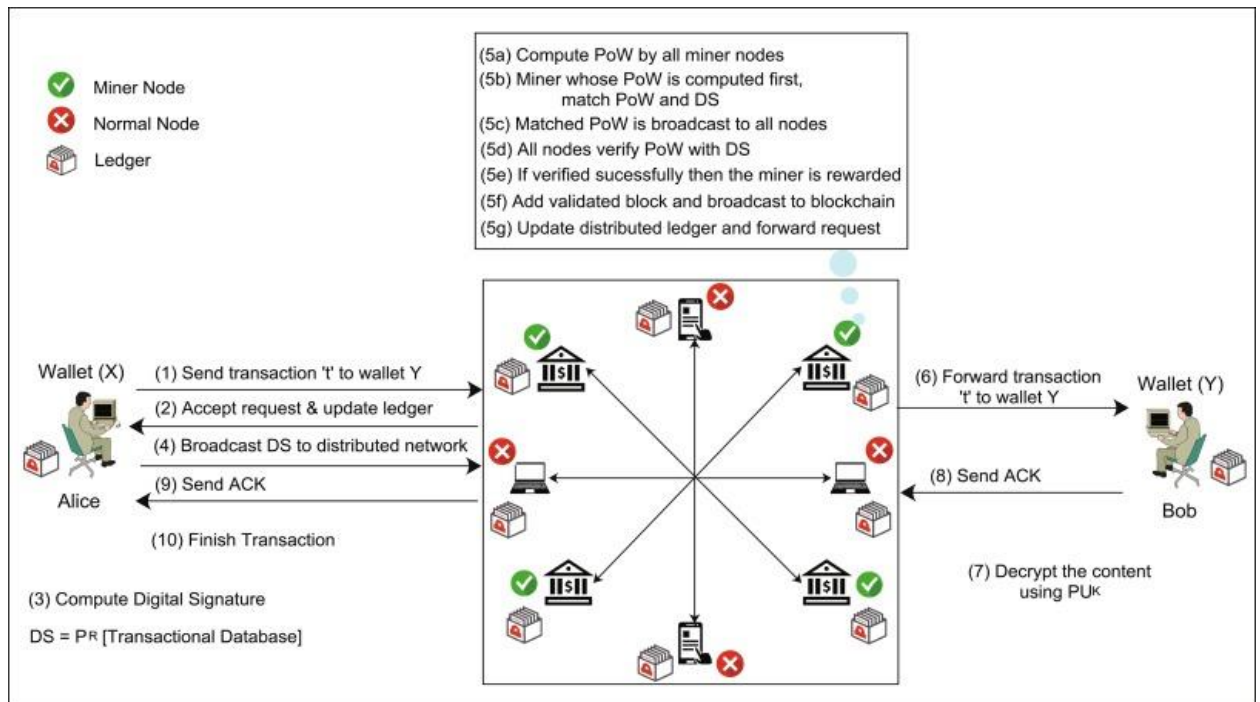 Miner Node
Normal Node
Ledger
(5a) Compute PoW by all miner nodes
(5b) Miner whose PoW is computed first,
match PoW and DS
(5c) Matched PoW is broadcast to all nodes
(5d) All nodes verify PoW with DS
(5e) If verified sucessfully then the miner is rewarded
(5f) Add validated block and broadcast to blockchain
(5g) Update distributed ledger and forward request
Wallet (X)
Alice
(1) Send transaction 't' to wallet Y
(2) Accept request & update ledger
(4) Broadcast DS to distributed network
(9) Send ACK
(10) Finish Transaction
(3) Compute Digital Signature
DS = PR [Transactional Database]
$
$
$
$
(6) Forward transaction
't' to wallet Y
(8) Send ACK
Wallet (Y)
Bob
(7) Decrypt the content
using PUK